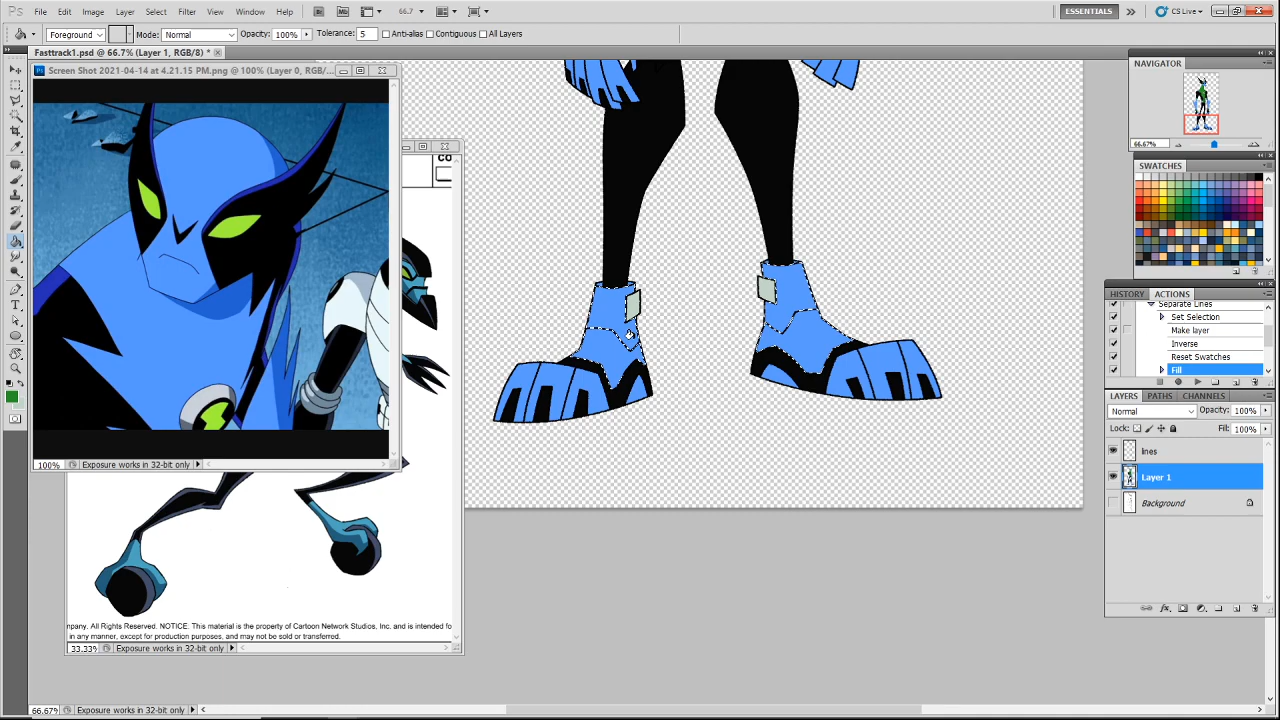 Ps File Edit Image Layer Select Filter View Window Help 66.7 ESSENTIALS CS Live
Foreground Mode: Normal Opacity: 100% Tolerance: 5 Anti-alias Contiguous All Layers
Fasttrack1.psd @ 66.7% (Layer 1, RGB/8) *
Screen Shot 2021-04-14 at 4.21.15 PM.png @ 100% (Layer 0, RGB/...
100% Exposure works in 32-bit only
mpany. All Rights Reserved. NOTICE: This material is the property of Cartoon Network Studios, Inc. and is intended fo
in any manner, except for production purposes, and may not be sold or transferred.
33.33% Exposure works in 32-bit only
66.67% Exposure works in 32-bit only
NAVIGATOR
66.67%
SWATCHES
HISTORY ACTIONS
Separate Lines
Set Selection
Make layer
Inverse
Reset Swatches
Fill
LAYERS PATHS CHANNELS
Normal Opacity: 100%
Lock: Fill: 100%
lines
Layer 1
Background